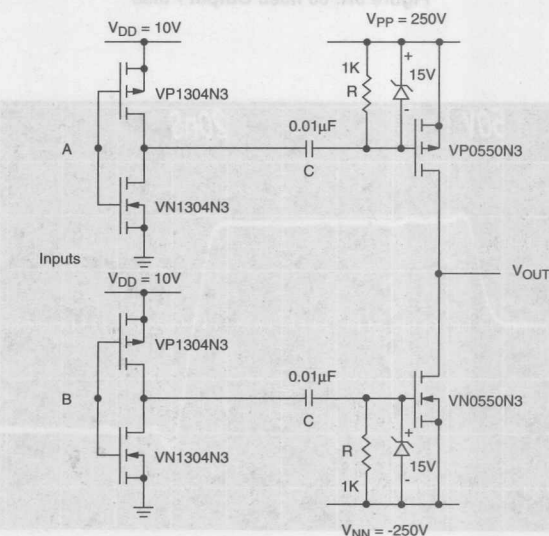 V_DD = 10V
V_PP = 250V
VP1304N3
1K
R
+
15V
-
0.01µF
C
A
VP0550N3
VN1304N3
Inputs
V_DD = 10V
V_OUT
VP1304N3
0.01µF
C
B
VN0550N3
VN1304N3
R
1K
+
15V
-
V_NN = -250V